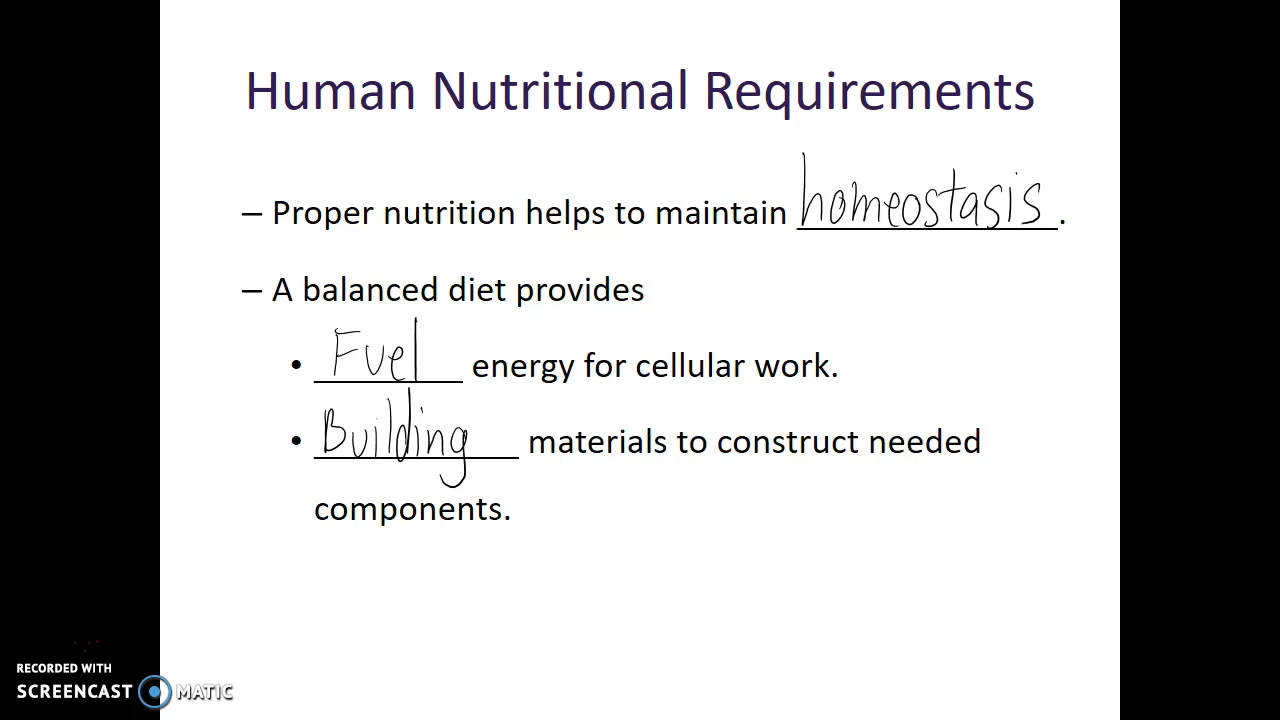 Human Nutritional Requirements
– Proper nutrition helps to maintain homeostasis.
– A balanced diet provides
• Fuel energy for cellular work.
• Building materials to construct needed
components.
RECORDED WITH
SCREENCAST MATIC